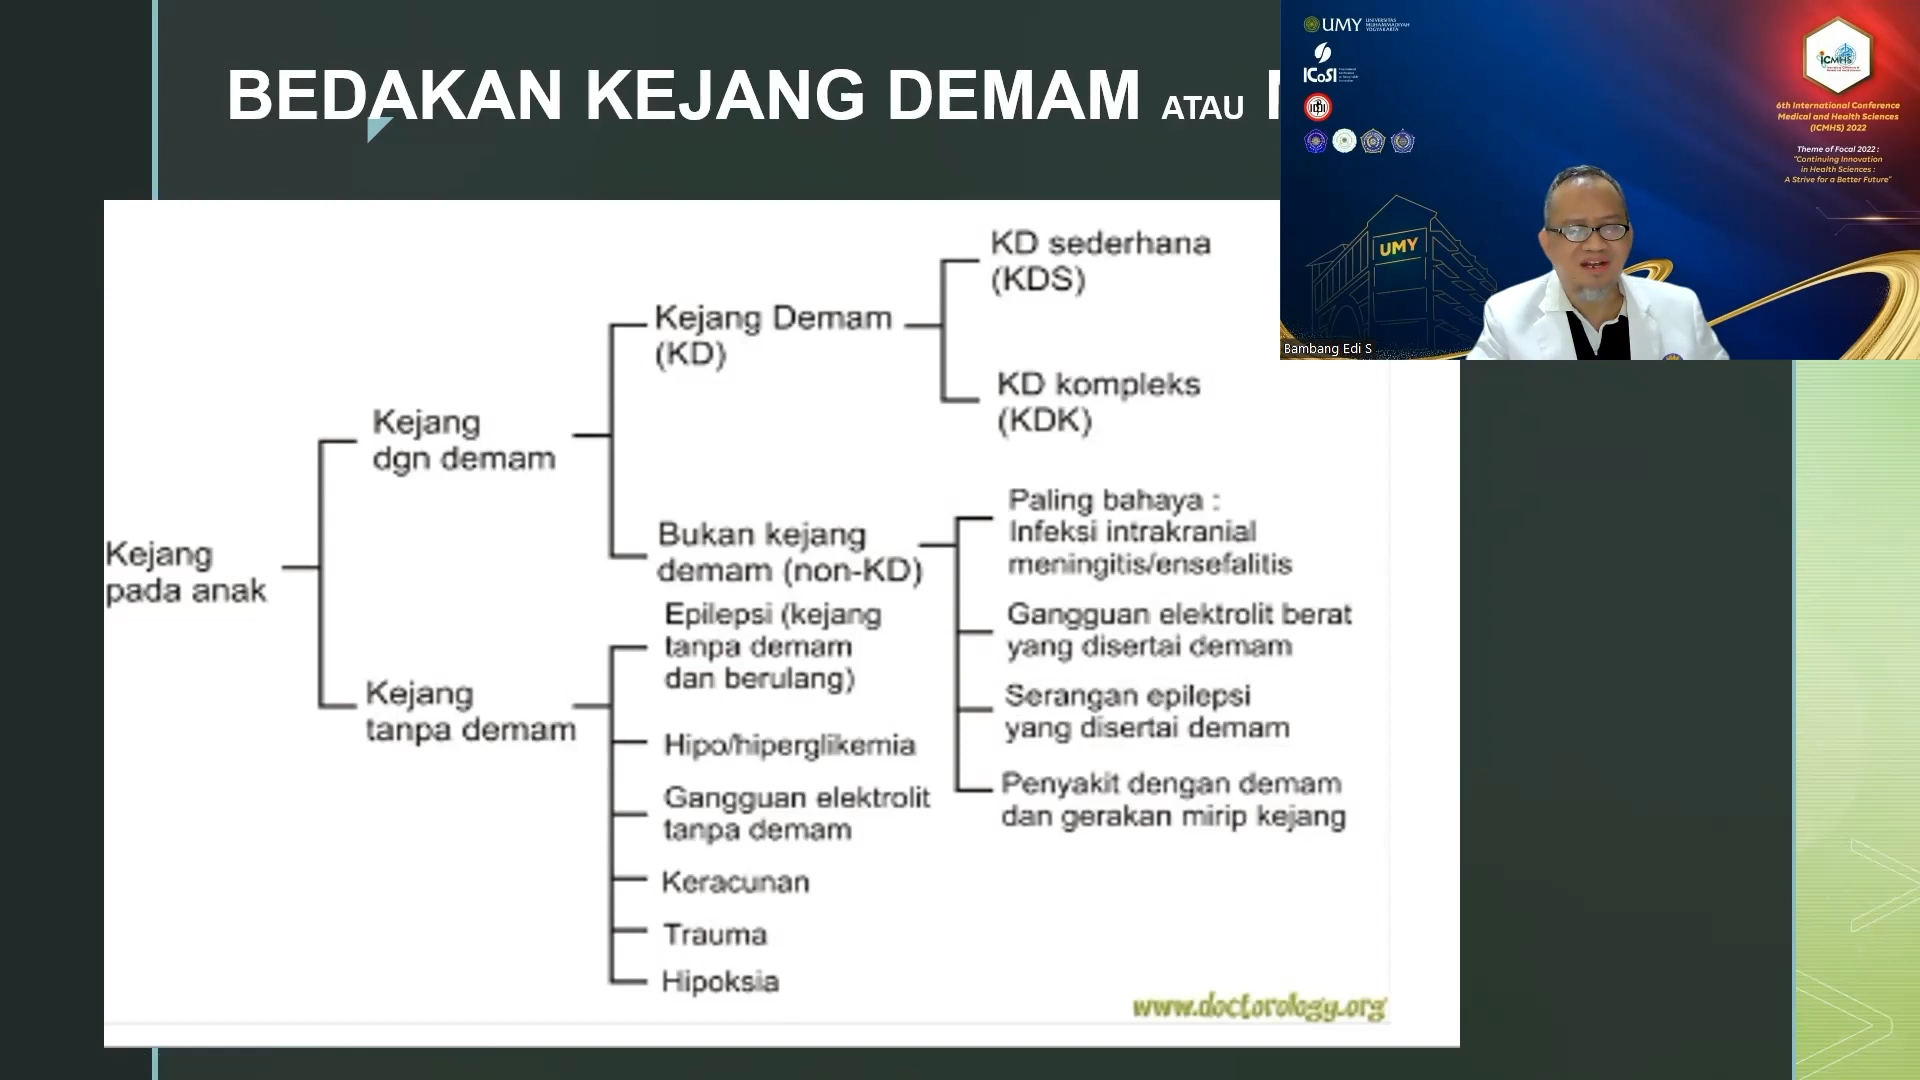 BEDAKAN KEJANG DEMAM ATAU
UMY UNIVERSITAS
MUHAMMADIYAH
YOGYAKARTA
ICoSI
IDI
ICMHS
6th International Conference
Medical and Health Sciences
(ICMHS) 2022
Theme of Focal 2022 :
"Continuing Innovation
in Health Sciences :
A Strive for a Better Future"
UMY
Bambang Edi S
Kejang
pada anak
Kejang
dgn demam
Kejang
tanpa demam
Kejang Demam
(KD)
Bukan kejang
demam (non-KD)
KD sederhana
(KDS)
KD kompleks
(KDK)
Paling bahaya :
Infeksi intrakranial
meningitis/ensefalitis
Gangguan elektrolit berat
yang disertai demam
Serangan epilepsi
yang disertai demam
Penyakit dengan demam
dan gerakan mirip kejang
Epilepsi (kejang
tanpa demam
dan berulang)
Hipo/hiperglikemia
Gangguan elektrolit
tanpa demam
Keracunan
Trauma
Hipoksia
www.doctorology.org